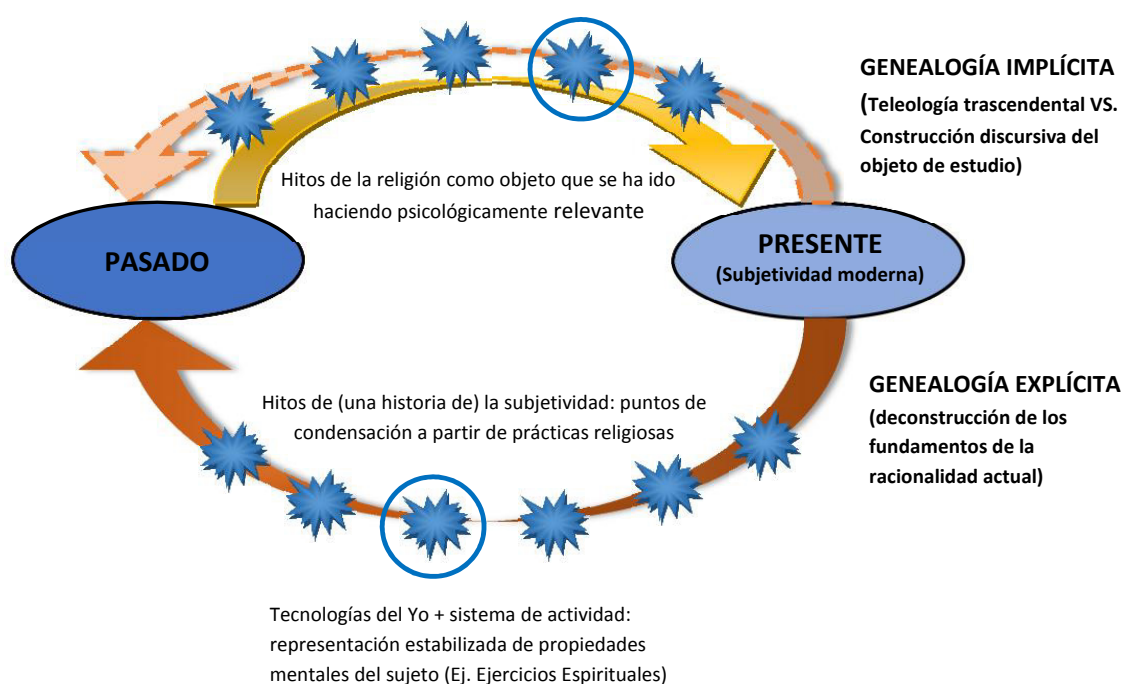 GENEALOGÍA IMPLÍCITA
(Teleología trascendental VS.
Construcción discursiva del
objeto de estudio)
Hitos de la religión como objeto que se ha ido
haciendo psicológicamente relevante
PASADO
PRESENTE
(Subjetividad moderna)
GENEALOGÍA EXPLÍCITA
(deconstrucción de los
fundamentos de la
racionalidad actual)
Hitos de (una historia de) la subjetividad: puntos de
condensación a partir de prácticas religiosas
Tecnologías del Yo + sistema de actividad:
representación estabilizada de propiedades
mentales del sujeto (Ej. Ejercicios Espirituales)